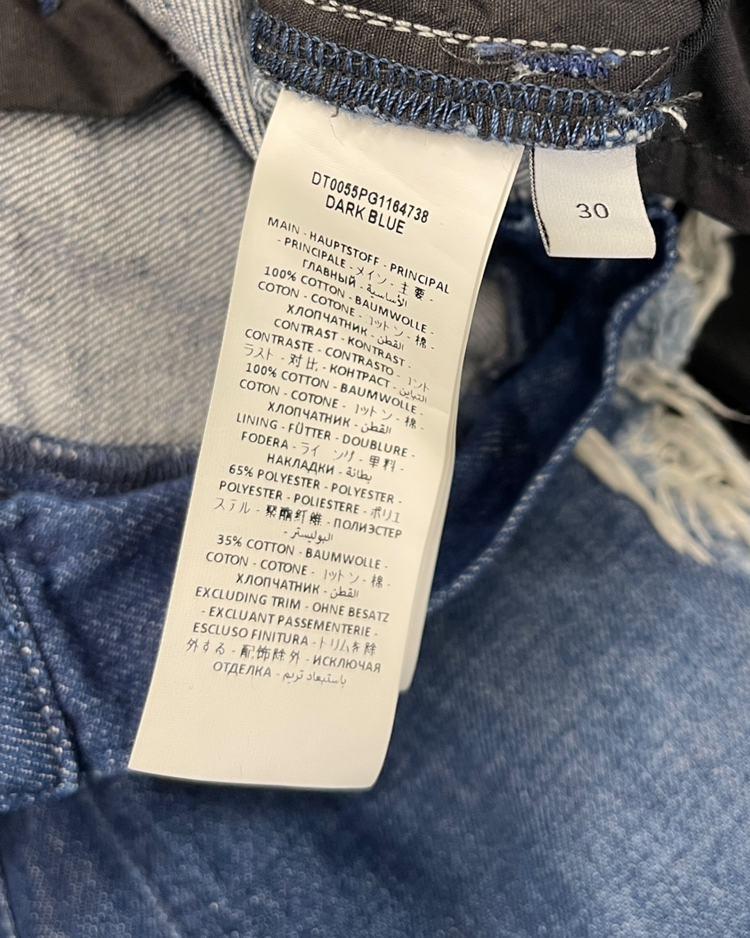 DT0055PG1164738
DARK BLUE
MAIN - HAUPTSTOFF - PRINCIPAL
- PRINCIPALE - メイン - 主要 -
ГЛАВНЫЙ - الأساسية -
100% COTTON - BAUMWOLLE -
COTON - COTONE - コットン - 棉 -
ХЛОПЧАТНИК - القطن
CONTRAST - KONTRAST -
CONTRASTE - CONTRASTO - コント
ラスト - 对比 - КОНТРАСТ - التباين
100% COTTON - BAUMWOLLE -
COTON - COTONE - コットン - 棉 -
ХЛОПЧАТНИК - القطن
LINING - FÜTTER - DOUBLURE -
FODERA - ライ ング - 里料 -
НАКЛАДКИ - بطانة
65% POLYESTER - POLYESTER -
POLYESTER - POLIESTERE - ポリエ
ステル - 聚酯纤维 - ПОЛИЭСТЕР
- البوليستر
35% COTTON - BAUMWOLLE -
COTON - COTONE - コットン - 棉 -
ХЛОПЧАТНИК - القطن
EXCLUDING TRIM - OHNE BESATZ
- EXCLUANT PASSEMENTERIE -
ESCLUSO FINITURA - トリムを除
外する - 配饰除外 - ИСКЛЮЧАЯ
ОТДЕЛКА - باستبعاد تريم
30